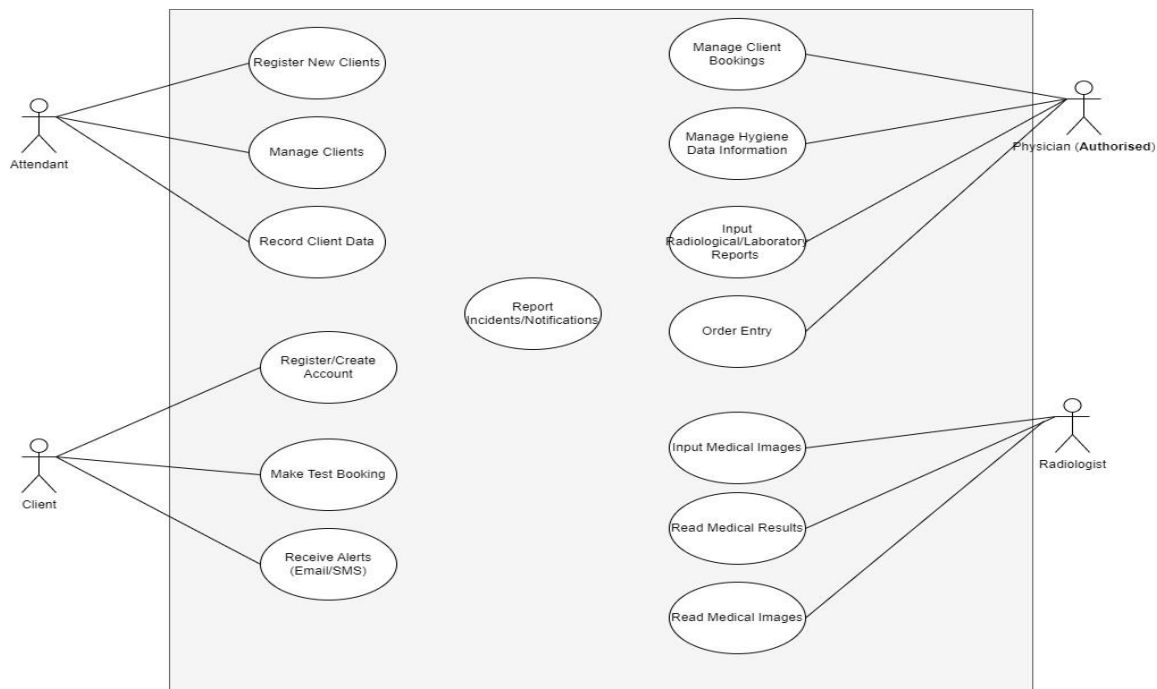 Register New Clients
Manage Clients
Record Client Data
Attendant
Report
Incidents/Notifications
Register/Create
Account
Make Test Booking
Receive Alerts
(Email/SMS)
Client
Manage Client
Bookings
Manage Hygiene
Data Information
Input
Radiological/Laboratory
Reports
Order Entry
Physician (Authorised)
Input Medical Images
Read Medical Results
Read Medical Images
Radiologist